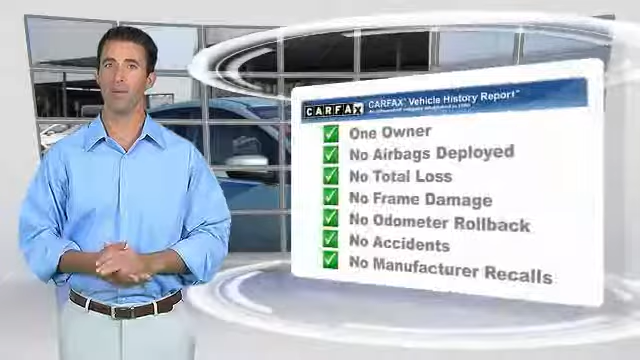 CARFAX CARFAX Vehicle History Report™
One Owner
No Airbags Deployed
No Total Loss
No Frame Damage
No Odometer Rollback
No Accidents
No Manufacturer Recalls